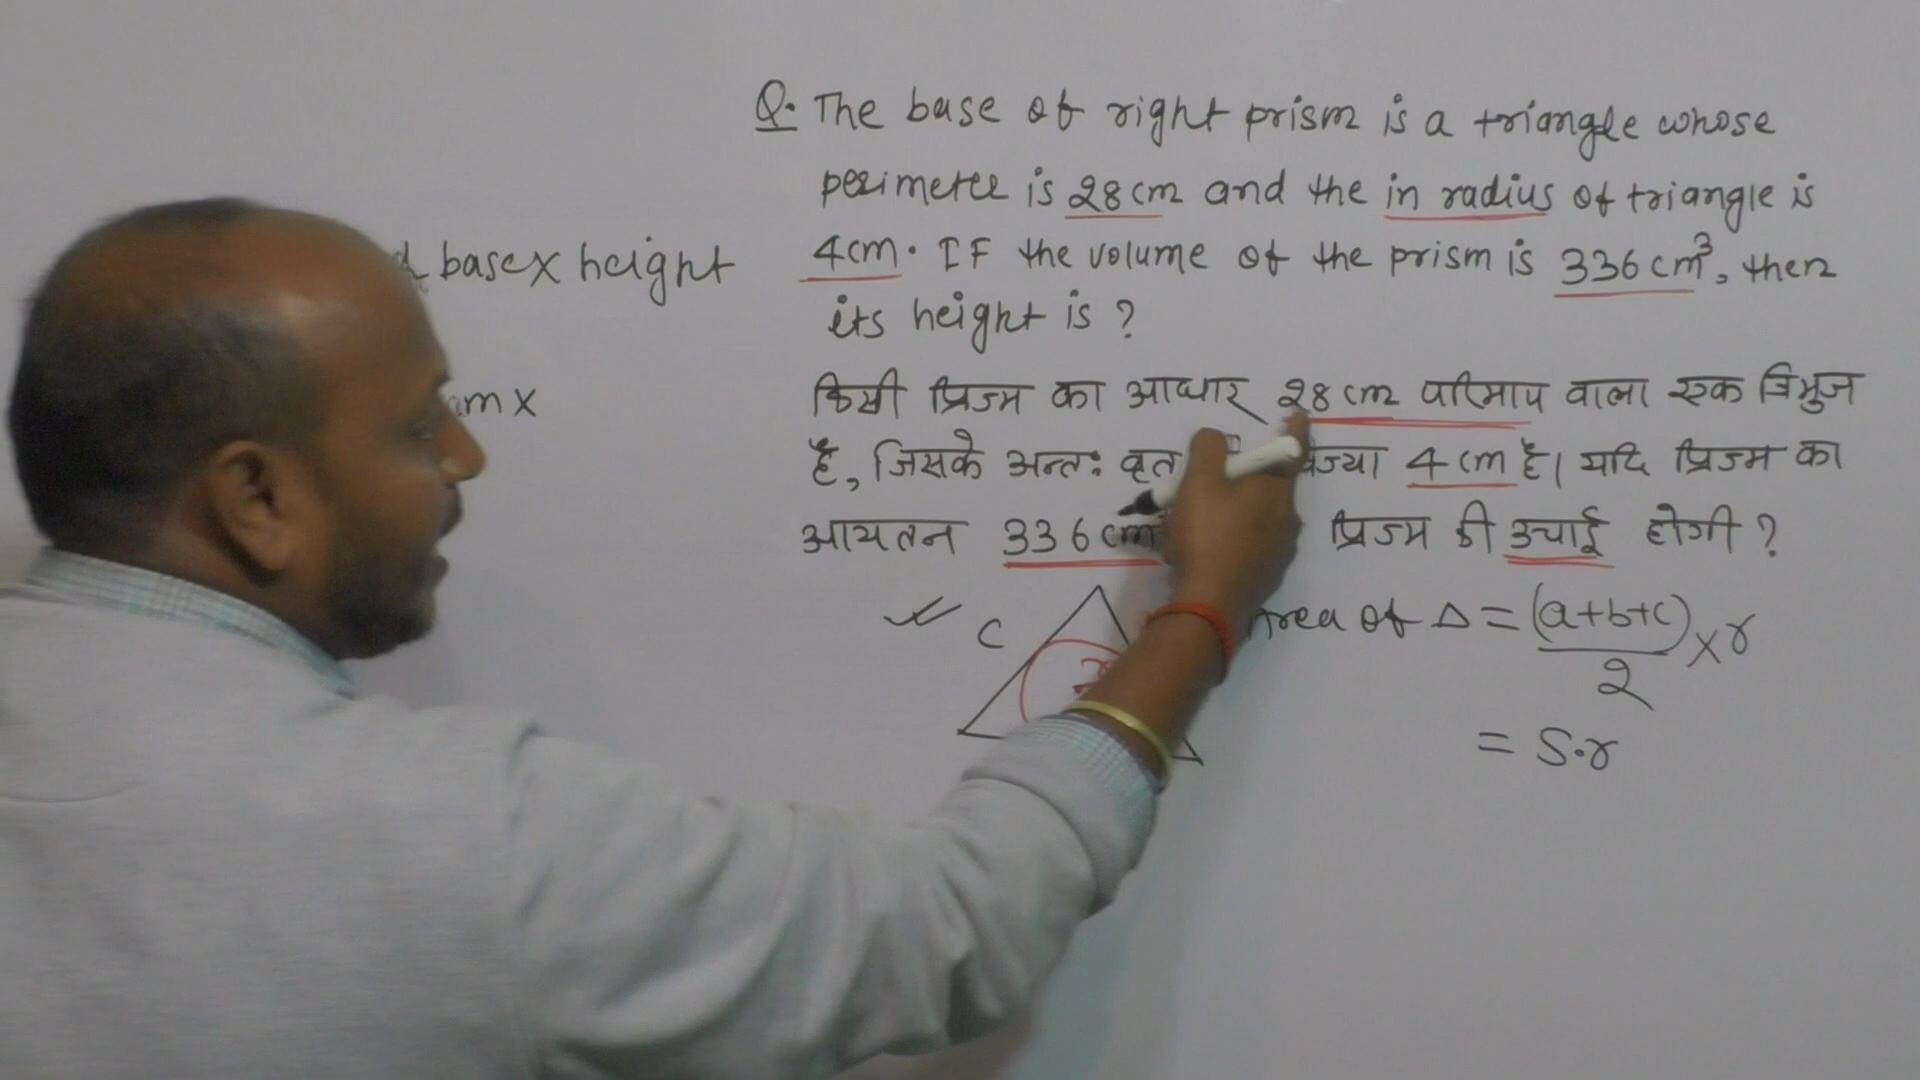 Q. The base of right prism is a triangle whose
perimeter is 28 cm and the in radius of triangle is
4cm. IF the volume of the prism is 336 cm³, then
its height is ?
किसी प्रिज्म का आधार 28 cm परिमाप वाला एक त्रिभुज
है, जिसके अन्तः वृत ज्या 4 cm है। यदि प्रिज्म का
आयतन 336 cm प्रिज्म की उचाई होगी ?
base x height
x
c
area of Δ = (a+b+c)/2 x r
= S.r